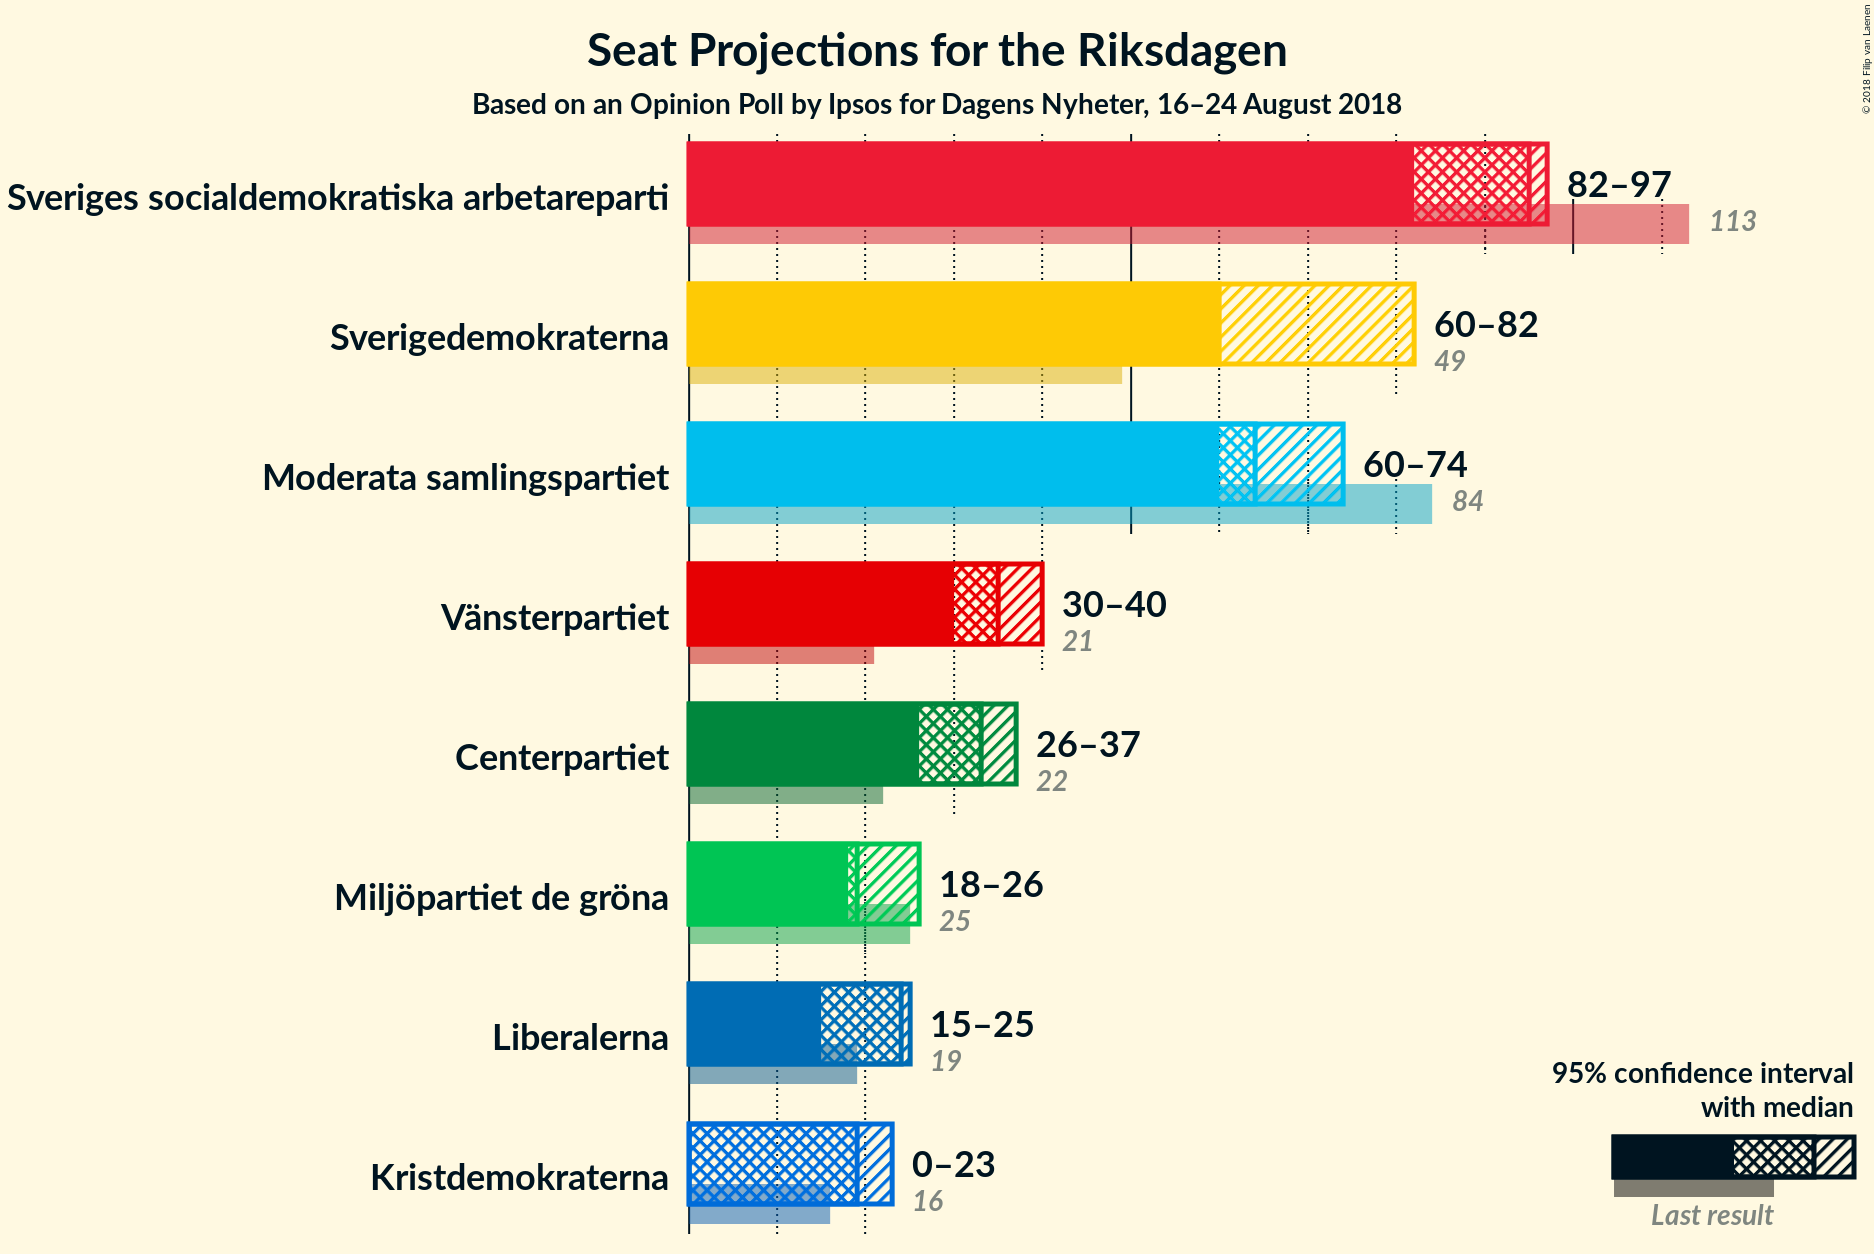 Seat Projections for the Riksdagen
Based on an Opinion Poll by Ipsos for Dagens Nyheter, 16–24 August 2018
© 2018 Filip van Laenen
Sveriges socialdemokratiska arbetareparti
82–97
113
Sverigedemokraterna
60–82
49
Moderata samlingspartiet
60–74
84
Vänsterpartiet
30–40
21
Centerpartiet
26–37
22
Miljöpartiet de gröna
18–26
25
Liberalerna
15–25
19
Kristdemokraterna
0–23
16
95% confidence interval
with median
Last result